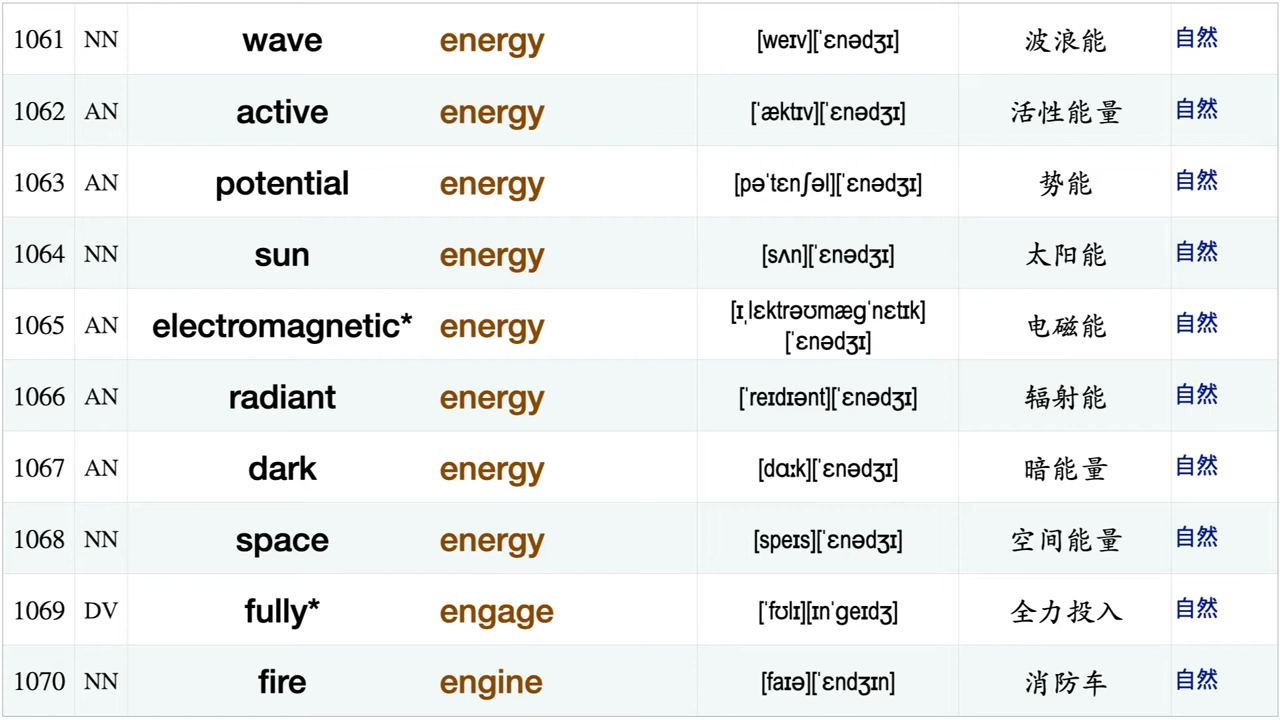 1061 NN wave energy [weɪv][ˈɛnədʒɪ] 波浪能 自然
1062 AN active energy [ˈæktɪv][ˈɛnədʒɪ] 活性能量 自然
1063 AN potential energy [pəˈtɛnʃəl][ˈɛnədʒɪ] 势能 自然
1064 NN sun energy [sʌn][ˈɛnədʒɪ] 太阳能 自然
1065 AN electromagnetic* energy [ɪˌlɛktrəʊmægˈnɛtɪk] [ˈɛnədʒɪ] 电磁能 自然
1066 AN radiant energy [ˈreɪdɪənt][ˈɛnədʒɪ] 辐射能 自然
1067 AN dark energy [dɑːk][ˈɛnədʒɪ] 暗能量 自然
1068 NN space energy [speɪs][ˈɛnədʒɪ] 空间能量 自然
1069 DV fully* engage [ˈfʊlɪ][ɪnˈgeɪdʒ] 全力投入 自然
1070 NN fire engine [faɪə][ˈɛndʒɪn] 消防车 自然